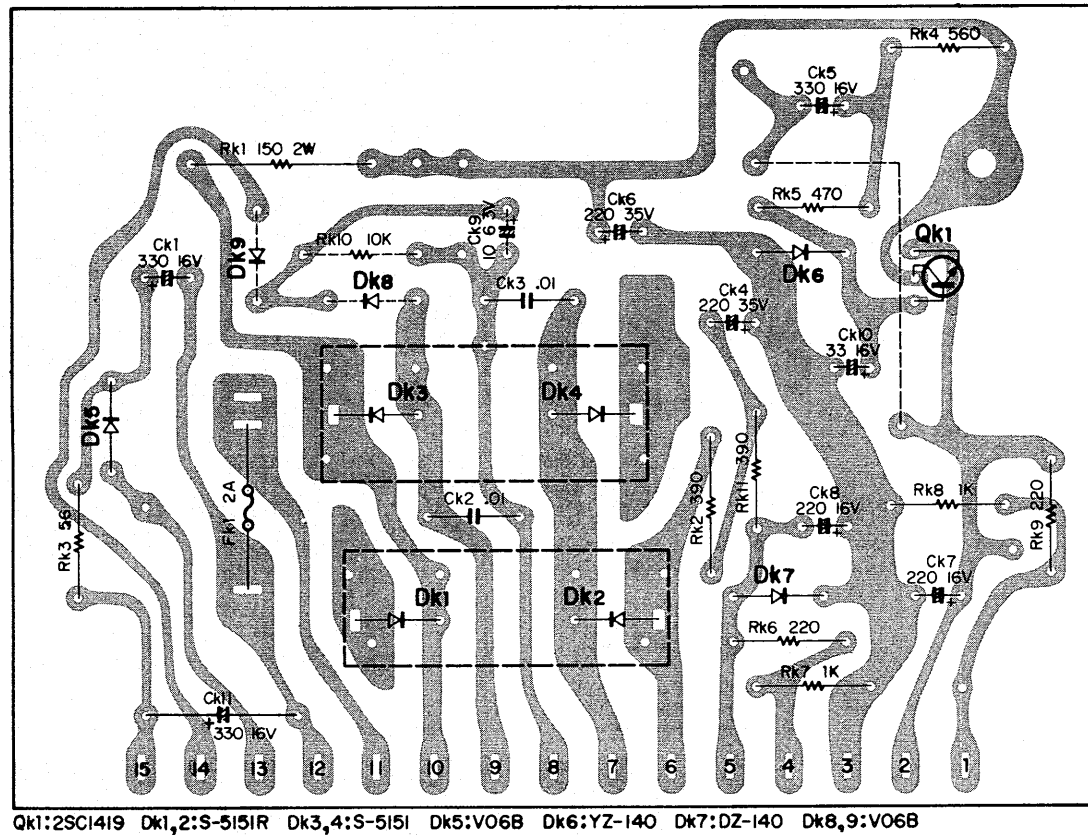 Rk4 560
Ck5
330 16V
Rk1 150 2W
Rk5 470
Ck6
220 35V
Ck9
10 6.3V
Qk1
Dk9
Rk10 10K
Dk6
Ck1
330 16V
Dk8
Ck3 .01
Ck4
220 35V
Ck10
33 16V
Dk3
Dk4
Dk5
Fk1 2A
Ck2 .01
Rk2 390
Rk11 390
Ck8
220 16V
Rk8 1K
Rk9 220
Rk3 56
Dk1
Dk2
Dk7
Ck7
220 16V
Rk6 220
Rk7 1K
Ck11
330 16V
15 14 13 12 11 10 9 8 7 6 5 4 3 2 1
Qk1:2SC1419 Dk1,2:S-5151R Dk3,4:S-5151 Dk5:V06B Dk6:YZ-140 Dk7:DZ-140 Dk8,9:V06B